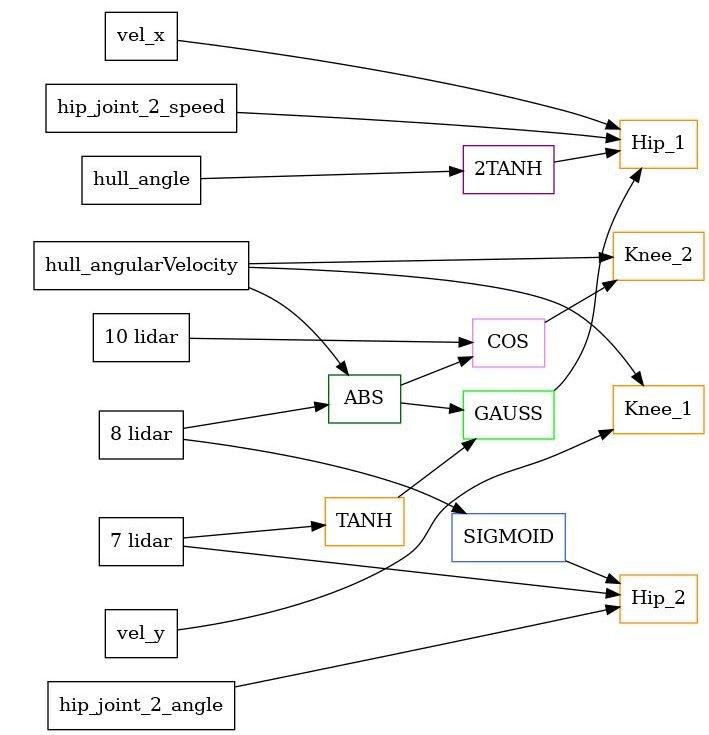 vel_x
hip_joint_2_speed
Hip_1
2TANH
hull_angle
Knee_2
hull_angularVelocity
10 lidar
COS
ABS
GAUSS
Knee_1
8 lidar
TANH
SIGMOID
7 lidar
Hip_2
vel_y
hip_joint_2_angle